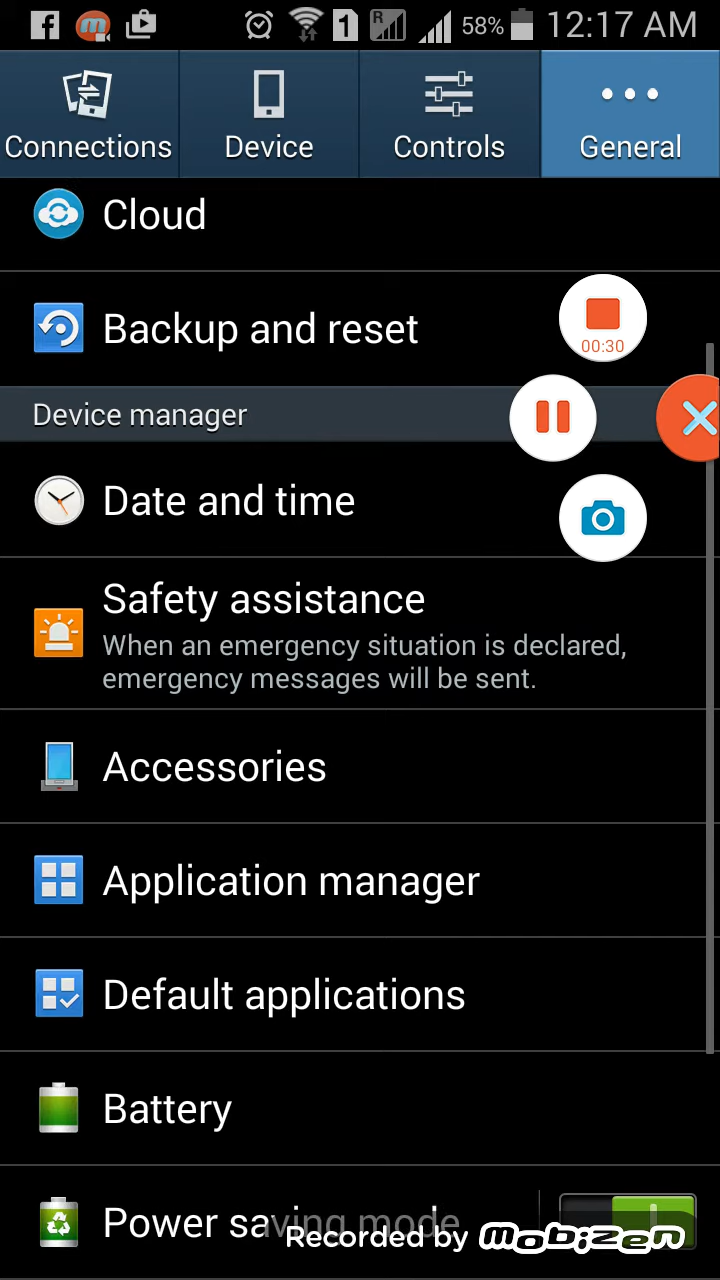 1 R 58% 12:17 AM
Connections Device Controls General
Cloud
Backup and reset
00:30
Device manager
Date and time
Safety assistance
When an emergency situation is declared,
emergency messages will be sent.
Accessories
Application manager
Default applications
Battery
Power saving mode
Recorded by Mobizen